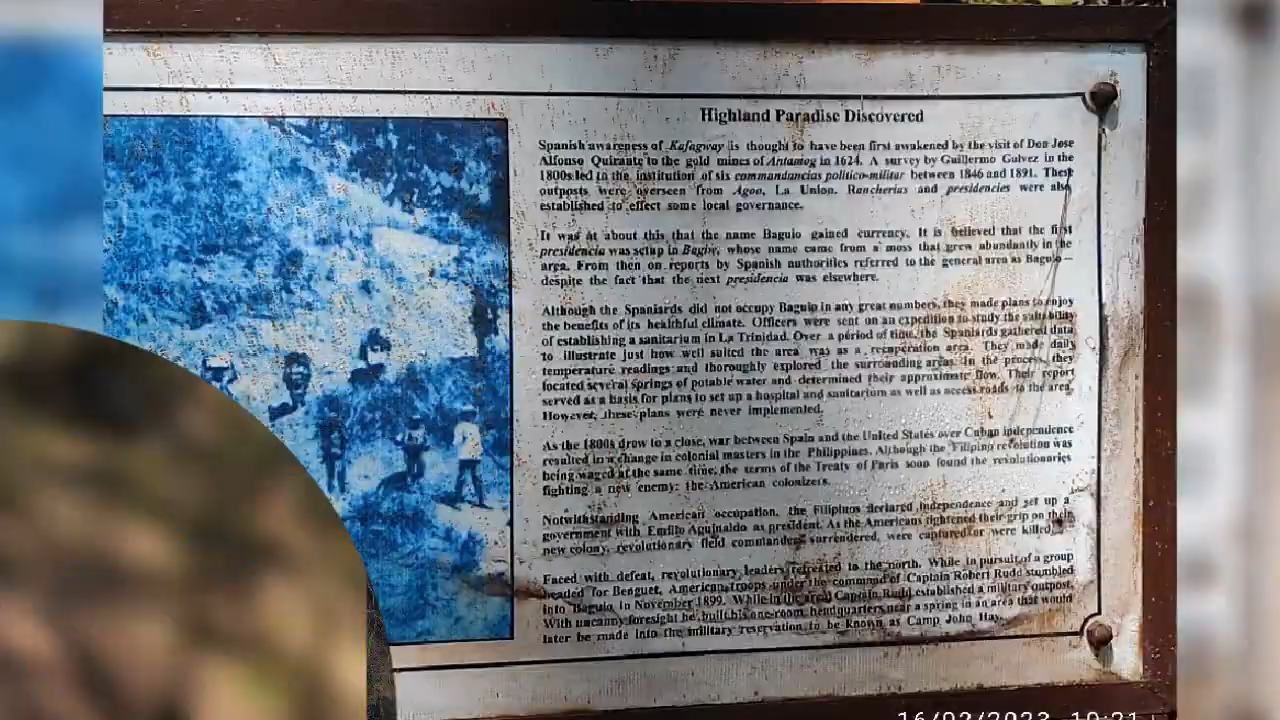 Highland Paradise Discovered
Spanish awareness of Kafagway is thought to have been first awakened by the visit of Don Jose
Alfonso Quirante to the gold mines of Antamog in 1624. A survey by Guillermo Galvez in the
1800s led to the institution of six commandancias politico-militar between 1846 and 1891. These
outposts were overseen from Agoo, La Union. Rancherias and presidencies were also
established to effect some local governance.
It was at about this that the name Baguio gained currency. It is believed that the first
presidencia was setup in Bagiw, whose name came from a moss that grew abundantly in the
area. From then on reports by Spanish authorities referred to the general area as Baguio –
despite the fact that the next presidencia was elsewhere.
Although the Spaniards did not occupy Baguio in any great numbers, they made plans to enjoy
the benefits of its healthful climate. Officers were sent on an expedition to study the suitability
of establishing a sanitarium in La Trinidad. Over a period of time, the Spaniards gathered data
to illustrate just how well suited the area was as a recuperation area. They made daily
temperature readings and thoroughly explored the surrounding areas. In the process, they
located several springs of potable water and determined their approximate flow. Their report
served as a basis for plans to set up a hospital and sanitarium as well as access roads to the area.
However, these plans were never implemented.
As the 1800s drew to a close, war between Spain and the United States over Cuban independence
resulted in a change in colonial masters in the Philippines. Although the Filipino revolution was
being waged at the same time, the terms of the Treaty of Paris soon found the revolutionaries
fighting a new enemy: the American colonizers.
Notwithstanding American occupation, the Filipinos declared independence and set up a
government with Emilio Aguinaldo as president. As the Americans tightened their grip on their
new colony, revolutionary field commanders surrendered, were captured or were killed.
Faced with defeat, revolutionary leaders retreated to the north. While in pursuit of a group
headed for Benguet, American troops under the command of Captain Robert Rudd stumbled
into Baguio in November 1899. While in the area, Captain Rudd established a military outpost.
With uncanny foresight he built his one-room headquarters near a spring in an area that would
later be made into the military reservation to be known as Camp John Hay.